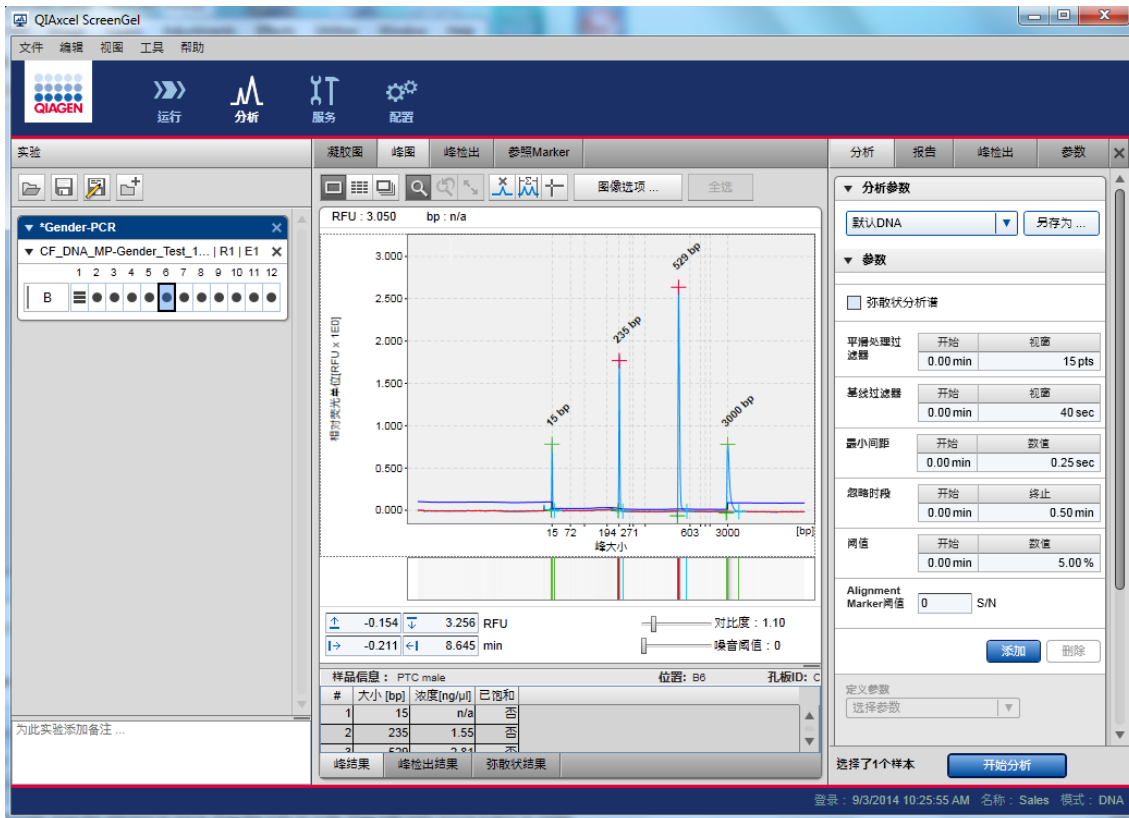 QIAxcel ScreenGel
文件 编辑 视图 工具 帮助
QIAGEN
运行 分析 服务 配置
实验
*Gender-PCR
CF_DNA_MP-Gender_Test_1... | R1 | E1
1 2 3 4 5 6 7 8 9 10 11 12
B
为此实验添加备注 ...
凝胶图 峰图 峰检出 参照Marker
图像选项 ... 全选
RFU : 3.050 bp : n/a
相对荧光单位[RFU x 1E0]
3.000
2.500
2.000
1.500
1.000
0.500
0.000
15 bp
235 bp
529 bp
3000 bp
15 72 194 271 603 3000 [bp]
峰大小
-0.154 3.256 RFU
-0.211 8.645 min
对比度：1.10
噪音阈值：0
样品信息： PTC male 位置: B6 孔板ID: C
# 大小 [bp] 浓度[ng/µl] 已饱和
1 15 n/a 否
2 235 1.55 否
3 529 2.81 否
峰结果 峰检出结果 弥散状结果
分析 报告 峰检出 参数
分析参数
默认DNA 另存为 ...
参数
弥散状分析谱
平滑处理过滤器 开始 视窗
0.00 min 15 pts
基线过滤器 开始 视窗
0.00 min 40 sec
最小间距 开始 数值
0.00 min 0.25 sec
忽略时段 开始 终止
0.00 min 0.50 min
阈值 开始 数值
0.00 min 5.00 %
Alignment
Marker阈值 0 S/N
添加 删除
定义参数
选择参数
选择了1个样本 开始分析
登录： 9/3/2014 10:25:55 AM 名称： Sales 模式： DNA